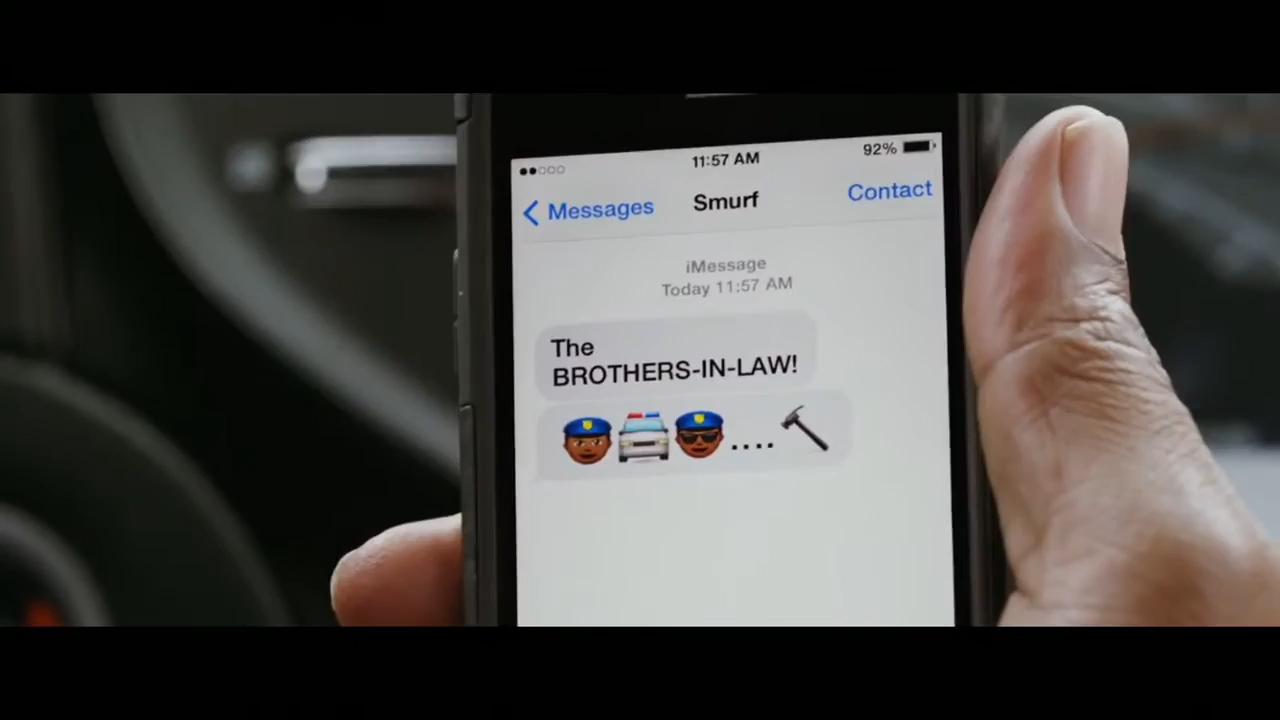 11:57 AM
92%
Messages
Smurf
Contact
iMessage
Today 11:57 AM
The
BROTHERS-IN-LAW!
👮🏾🚔👮🏾....🔨